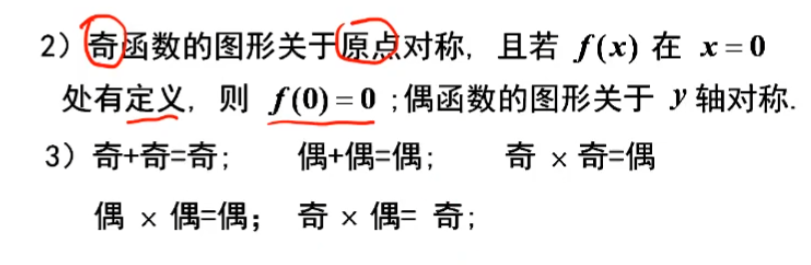 2）奇函数的图形关于原点对称，且若 f(x) 在 x=0
处有定义，则 f(0)=0；偶函数的图形关于 y 轴对称.
3）奇+奇=奇； 偶+偶=偶； 奇 × 奇=偶
偶 × 偶=偶； 奇 × 偶= 奇；